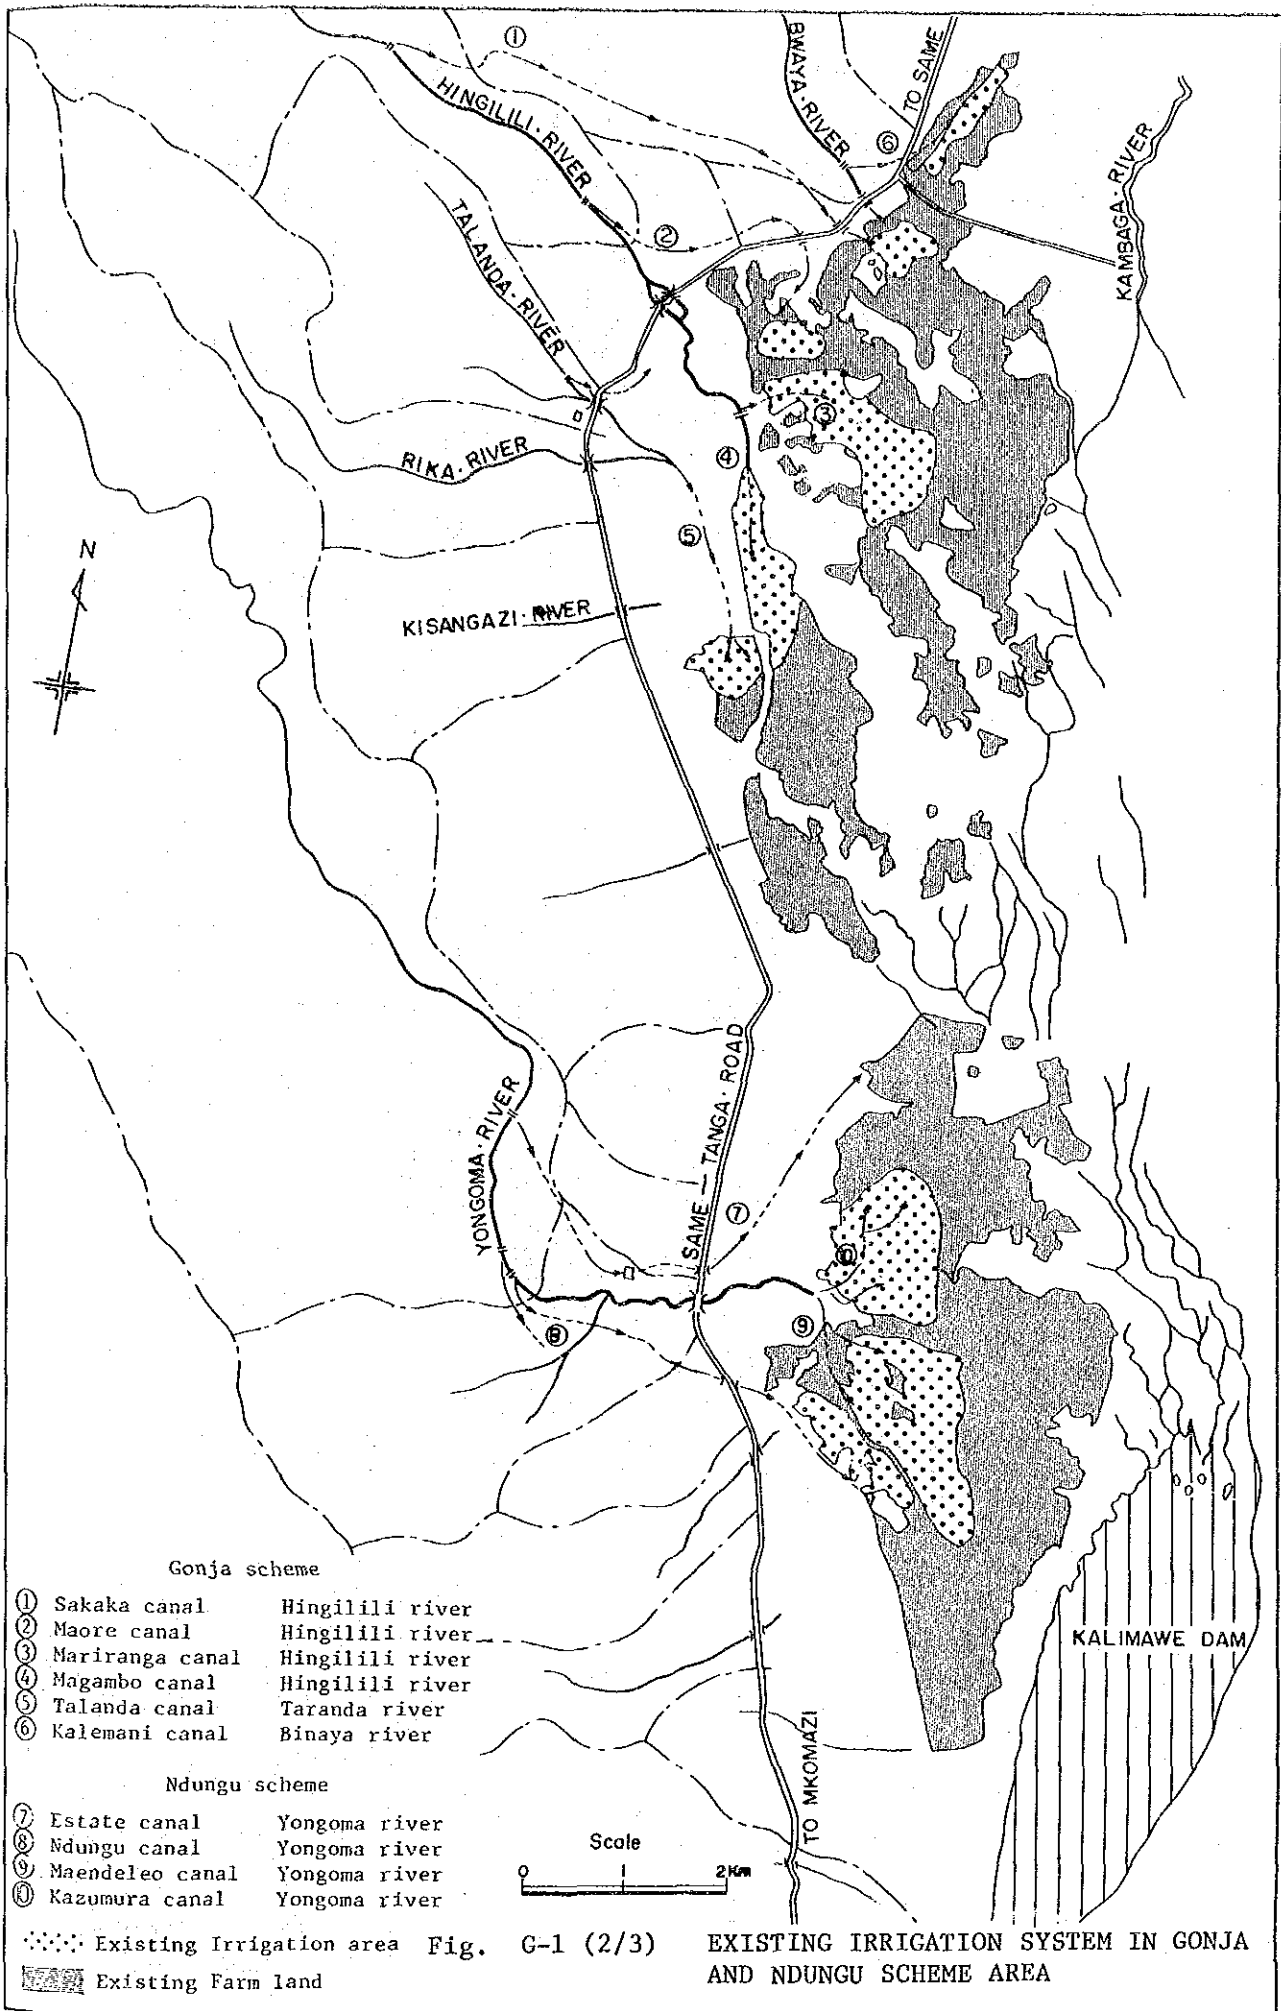 ①
BWAYA · RIVER
TO SAME
HINGILILI · RIVER
⑥
KAMBAGA · RIVER
TALANDA · RIVER
②
③
RIKA · RIVER
④
⑤
N
KISANGAZI · RIVER
SAME — TANGA · ROAD
YONGOMA · RIVER
⑦
⑩
⑧
⑨
Gonja scheme
① Sakaka canal Hingilili river
② Maore canal Hingilili river
③ Mariranga canal Hingilili river
④ Magambo canal Hingilili river
⑤ Talanda canal Taranda river
⑥ Kalemani canal Binaya river
KALIMAWE DAM
TO MKOMAZI
Ndungu scheme
⑦ Estate canal Yongoma river
⑧ Ndungu canal Yongoma river
⑨ Maendeleo canal Yongoma river
⑩ Kazumura canal Yongoma river
Scale
0 1 2Km
Existing Irrigation area
Existing Farm land
Fig. G-1 (2/3) EXISTING IRRIGATION SYSTEM IN GONJA
AND NDUNGU SCHEME AREA